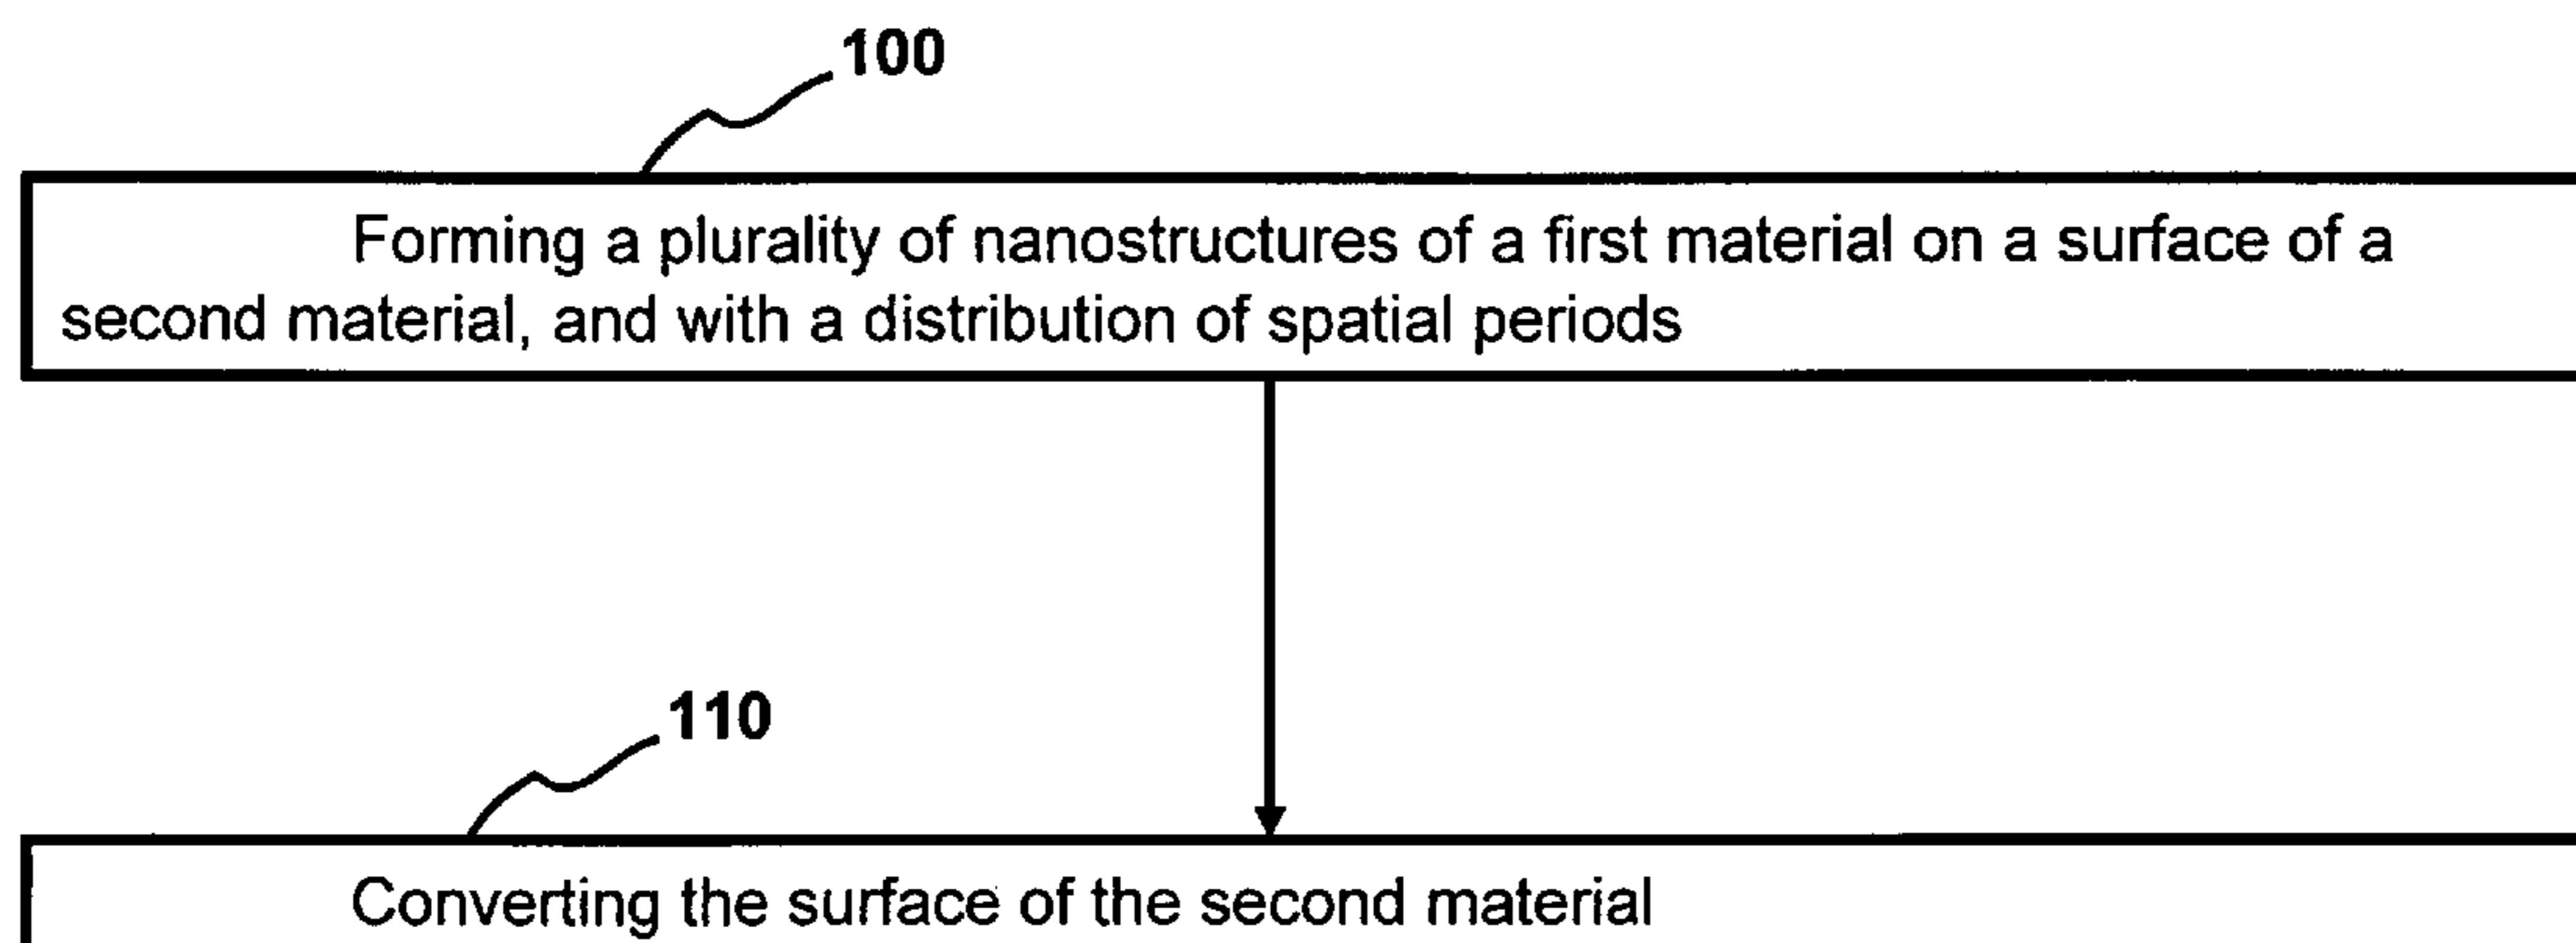 100
Forming a plurality of nanostructures of a first material on a surface of a
second material, and with a distribution of spatial periods
110
Converting the surface of the second material